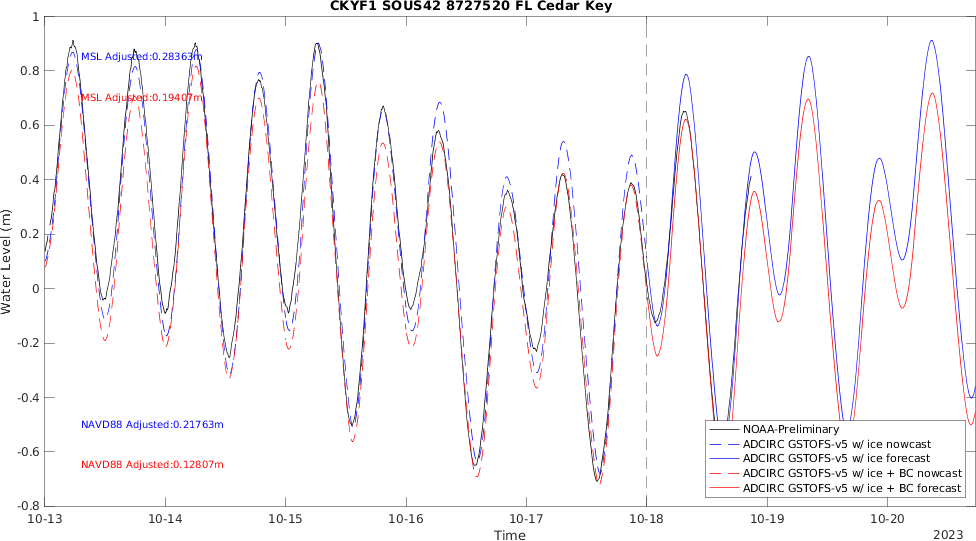 CKYF1 SOUS42 8727520 FL Cedar Key
1
0.8
0.6
0.4
0.2
0
-0.2
-0.4
-0.6
-0.8
Water Level (m)
MSL Adjusted:0.28363m
MSL Adjusted:0.19407m
NAVD88 Adjusted:0.21763m
NAVD88 Adjusted:0.12807m
NOAA-Preliminary
ADCIRC GSTOFS-v5 w/ ice nowcast
ADCIRC GSTOFS-v5 w/ ice forecast
ADCIRC GSTOFS-v5 w/ ice + BC nowcast
ADCIRC GSTOFS-v5 w/ ice + BC forecast
10-13 10-14 10-15 10-16 10-17 10-18 10-19 10-20
Time
2023